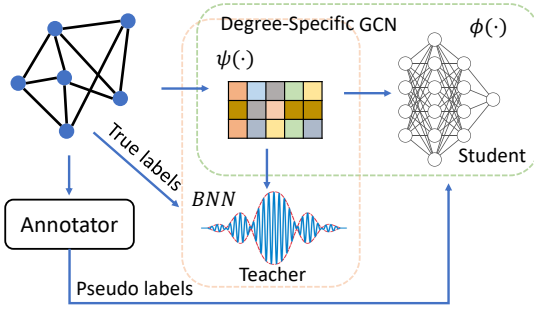 Degree-Specific GCN
ψ(·)
ϕ(·)
True labels
Student
BNN
Annotator
Teacher
Pseudo labels